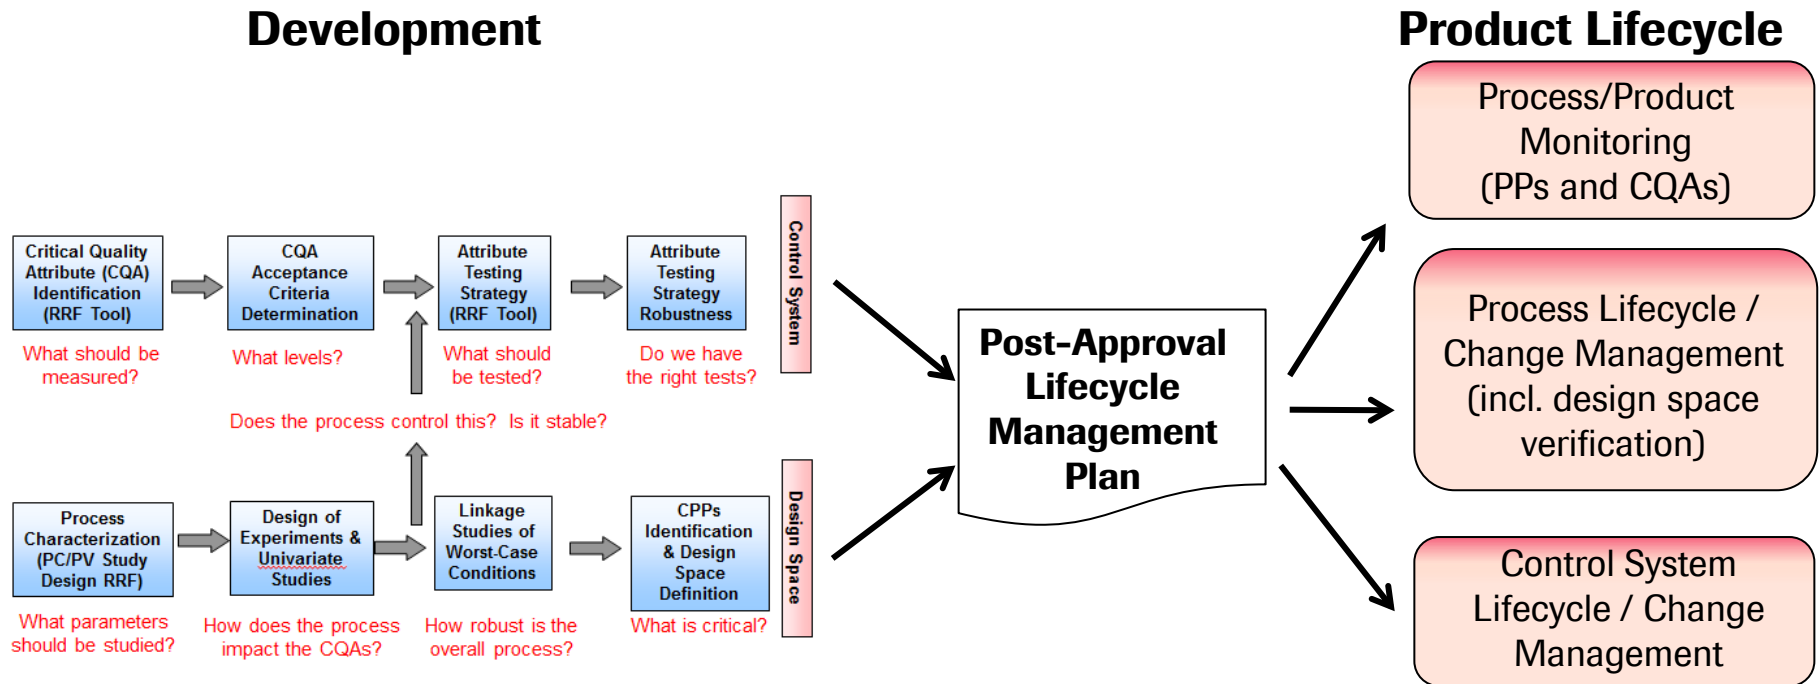 Development
Product Lifecycle
Critical Quality
Attribute (CQA)
Identification
(RRF Tool)
What should be
measured?
CQA
Acceptance
Criteria
Determination
What levels?
Attribute
Testing
Strategy
(RRF Tool)
What should
be tested?
Attribute
Testing
Strategy
Robustness
Do we have
the right tests?
Control System
Does the process control this? Is it stable?
Process
Characterization
(PC/PV Study
Design RRF)
What parameters
should be studied?
Design of
Experiments &
Univariate
Studies
How does the process
impact the CQAs?
Linkage
Studies of
Worst-Case
Conditions
How robust is the
overall process?
CPPs
Identification
& Design
Space
Definition
What is critical?
Design Space
Post-Approval
Lifecycle
Management
Plan
Process/Product
Monitoring
(PPs and CQAs)
Process Lifecycle /
Change Management
(incl. design space
verification)
Control System
Lifecycle / Change
Management